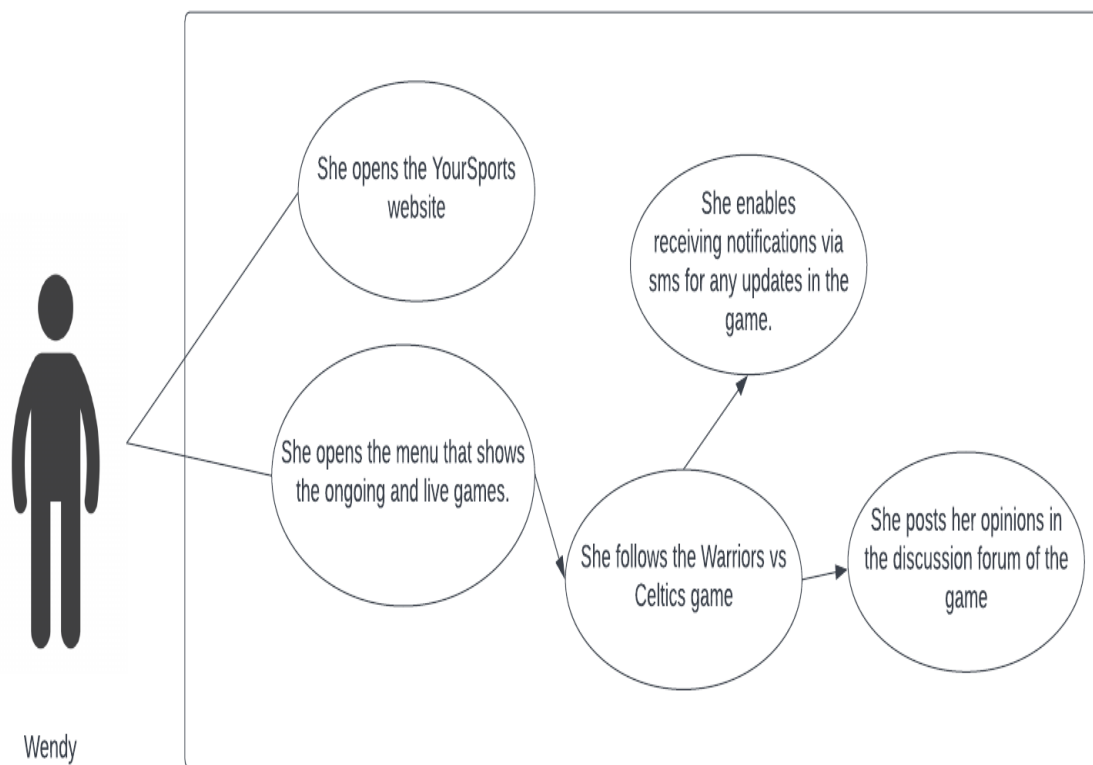 She opens the YourSports
website
She enables
receiving notifications via
sms for any updates in the
game.
She opens the menu that shows
the ongoing and live games.
She follows the Warriors vs
Celtics game
She posts her opinions in
the discussion forum of the
game
Wendy